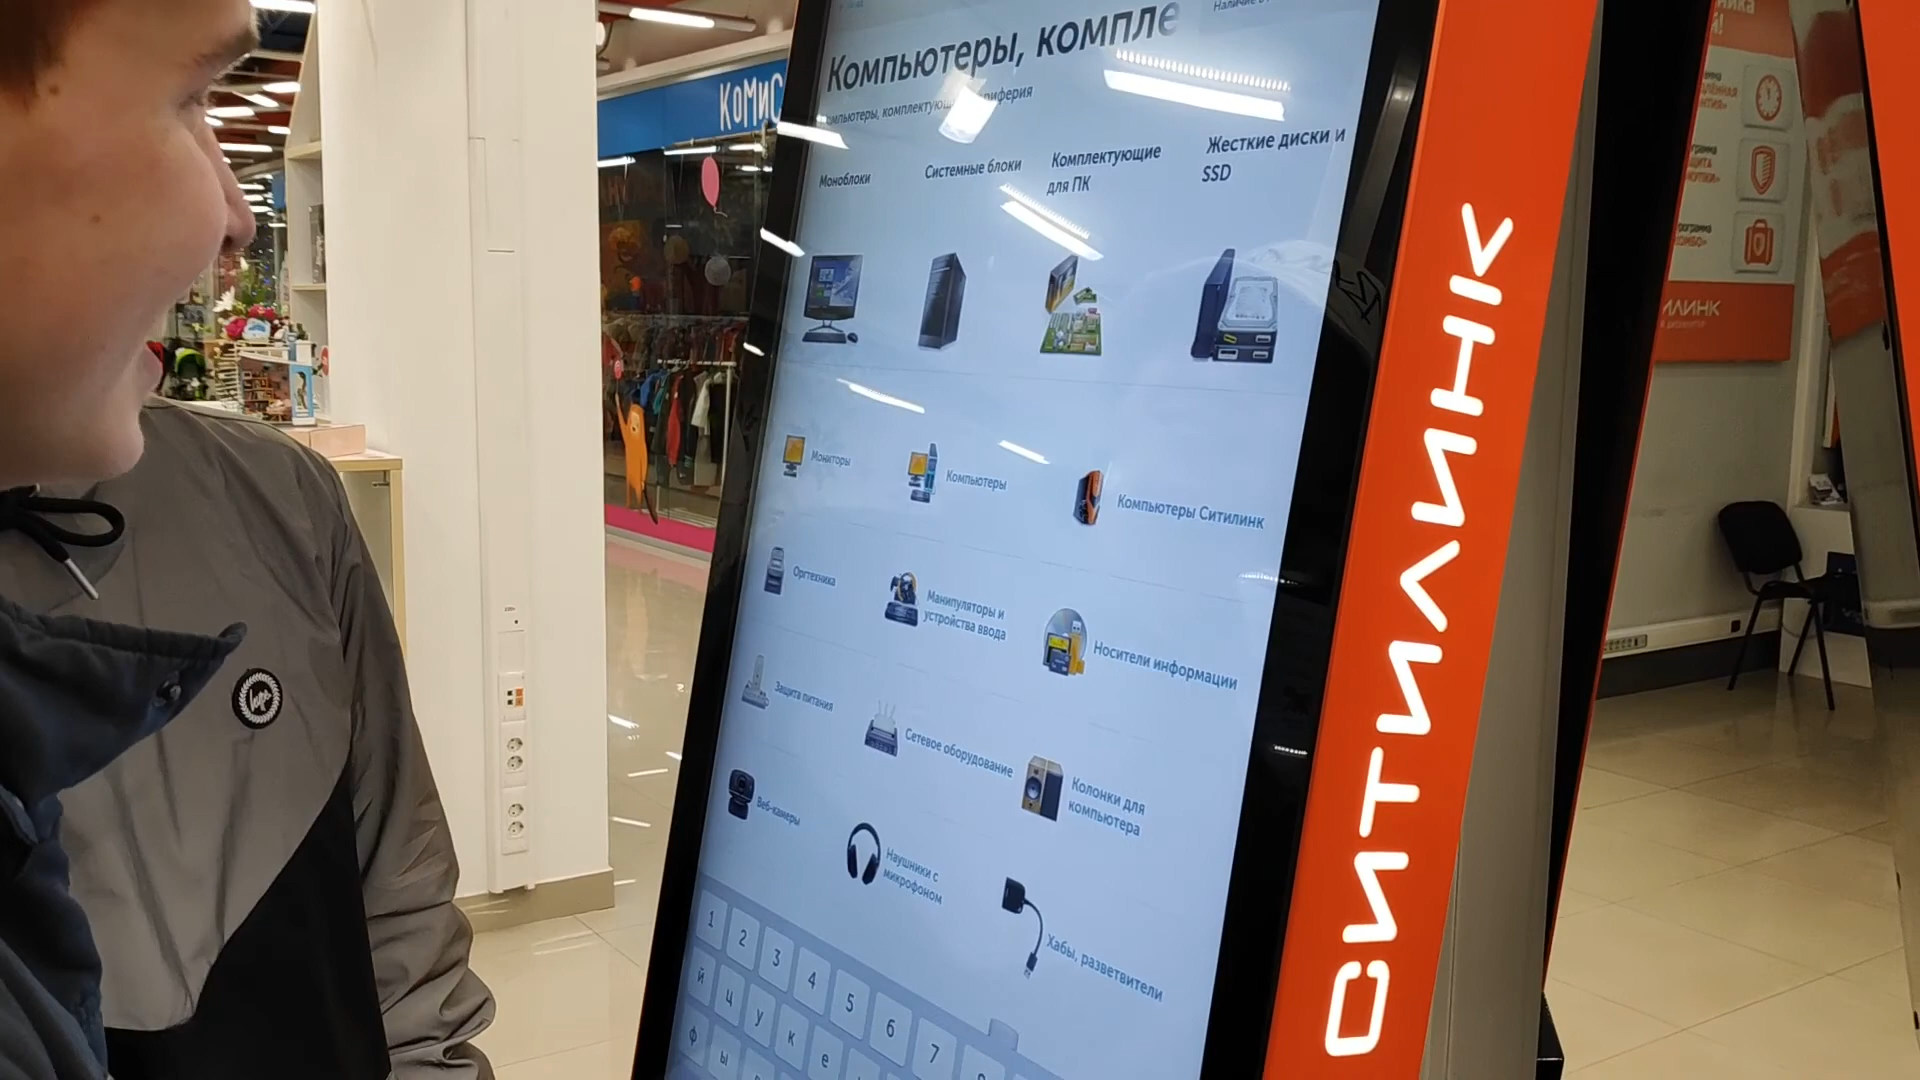 Компьютеры, компле
КОМИС
Моноблоки
Системные блоки
Комплектующие
для ПК
Жесткие диски и
SSD
Мониторы
Компьютеры
Компьютеры Ситилинк
Оргтехника
Манипуляторы и
устройства ввода
Носители информации
Защита питания
Сетевое оборудование
Колонки для
компьютера
Веб-камеры
Наушники с
микрофоном
Хабы, разветвители
1 2 3 4 5 6 7
й ц у к е
ф ы
СИТИЛИНК
ИЛИНК
hype